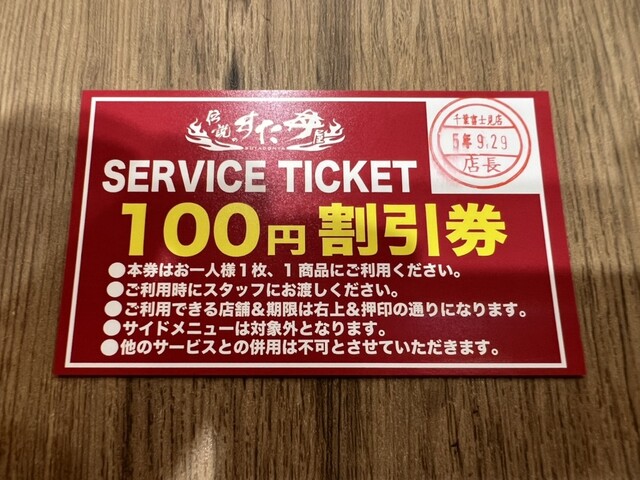 伝説のすた丼屋
SUTADONYA
千葉富士見店
5年9.29
店長
SERVICE TICKET
100円 割引券
●本券はお一人様1枚、1商品にご利用ください。
●ご利用時にスタッフにお渡しください。
●ご利用できる店舗&期限は右上&押印の通りになります。
●サイドメニューは対象外となります。
●他のサービスとの併用は不可とさせていただきます。